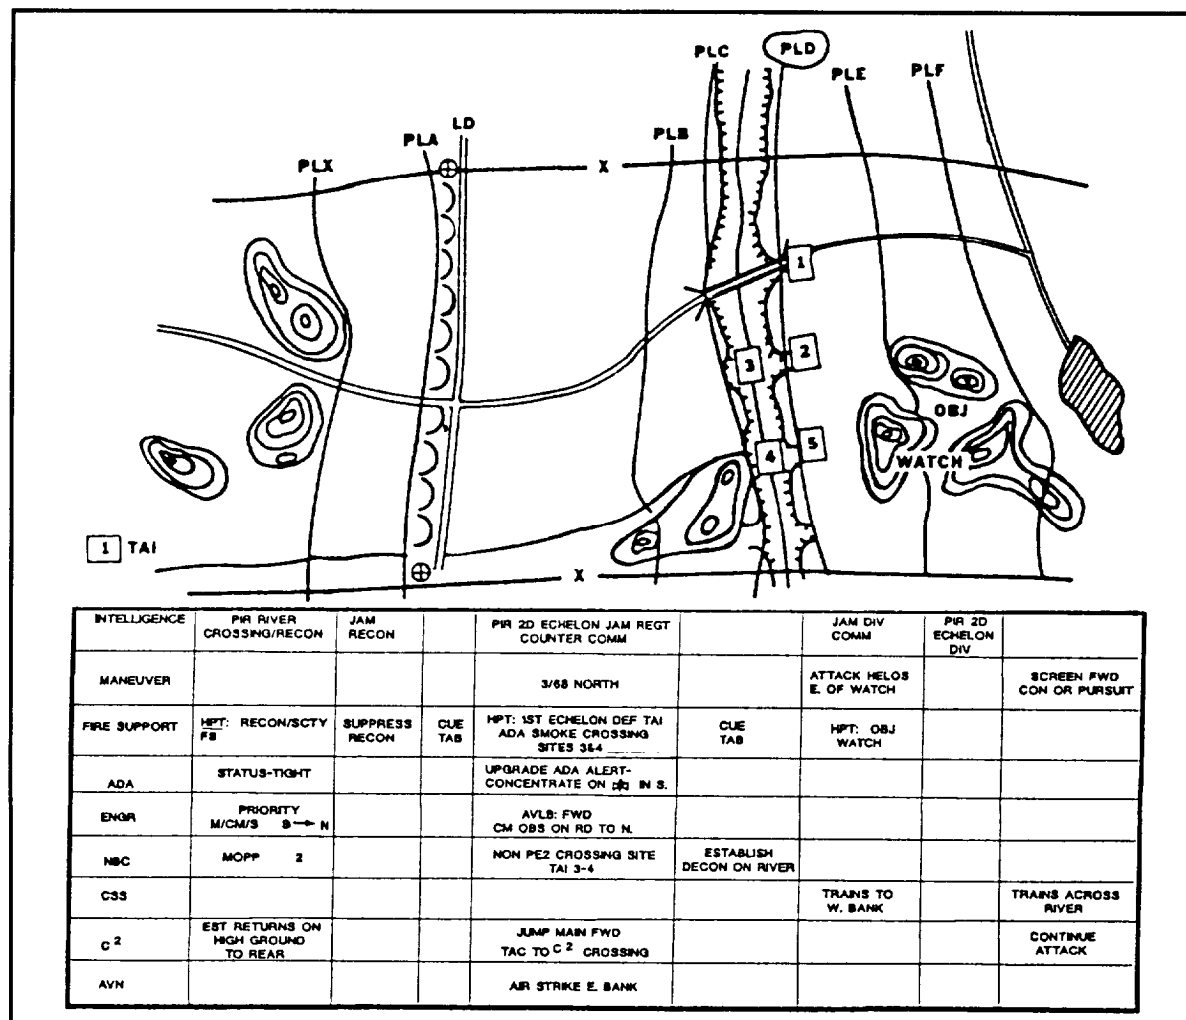 PLC
PLD
PLE
PLF
LD
PLA
PLB
PLX
X
1
2
3
OBJ
5
4
WATCH
1 TAI
X
INTELLIGENCE
PIR RIVER
CROSSING/RECON
JAM
RECON
PIR 2D ECHELON JAM REGT
COUNTER COMM
JAM DIV
COMM
PIR 2D
ECHELON
DIV
MANEUVER
3/68 NORTH
ATTACK HELOS
E. OF WATCH
SCREEN FWD
CON OR PURSUIT
FIRE SUPPORT
HPT: RECON/SCTY
FS
SUPPRESS
RECON
CUE
TAB
HPT: 1ST ECHELON DEF TAI
ADA SMOKE CROSSING
SITES 3&4
CUE
TAB
HPT: OBJ
WATCH
ADA
STATUS-TIGHT
UPGRADE ADA ALERT-
CONCENTRATE ON IN S.
ENGR
PRIORITY
M/CM/S S → N
AVLB: FWD
CM OBS ON RD TO N.
NBC
MOPP 2
NON PE2 CROSSING SITE
TAI 3-4
ESTABLISH
DECON ON RIVER
CSS
TRAINS TO
W. BANK
TRAINS ACROSS
RIVER
C 2
EST RETURNS ON
HIGH GROUND
TO REAR
JUMP MAIN FWD
TAC TO C 2 CROSSING
CONTINUE
ATTACK
AVN
AIR STRIKE E. BANK